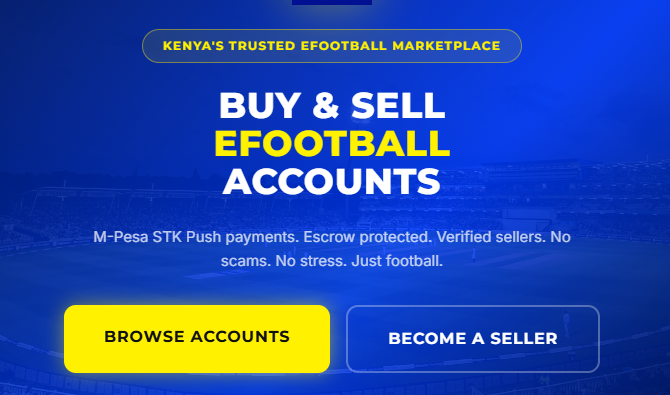 KENYA'S TRUSTED EFOOTBALL MARKETPLACE
BUY & SELL
EFOOTBALL
ACCOUNTS
M-Pesa STK Push payments. Escrow protected. Verified sellers. No
scams. No stress. Just football.
BROWSE ACCOUNTS
BECOME A SELLER